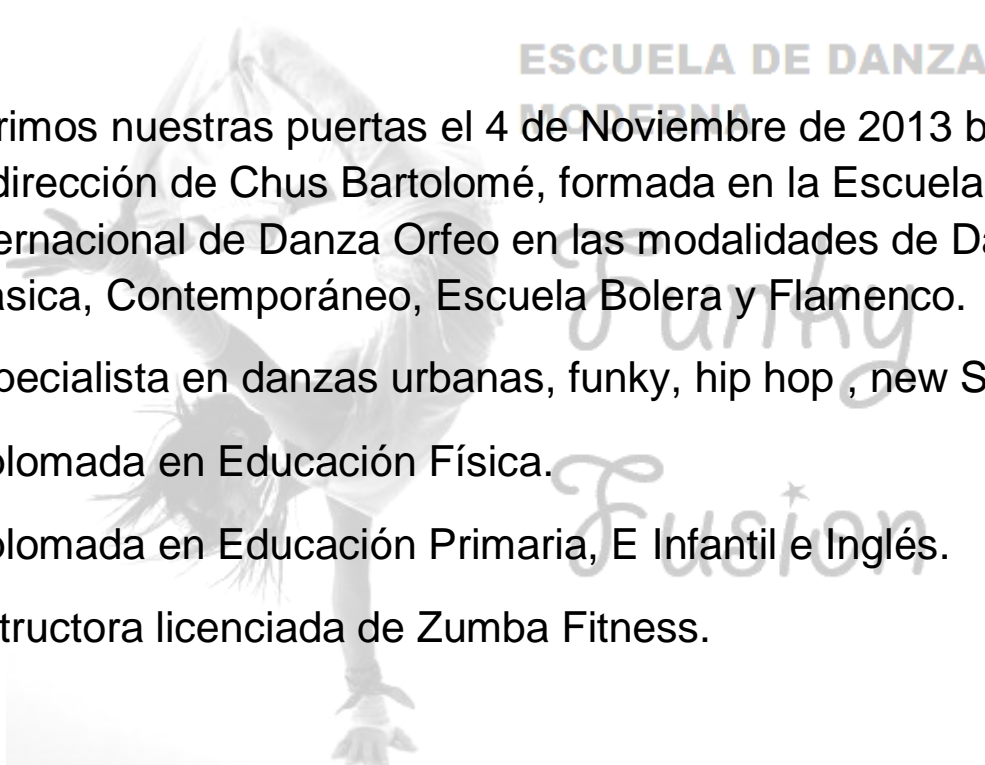 ESCUELA DE DANZA
MODERNA
rimos nuestras puertas el 4 de Noviembre de 2013 b
dirección de Chus Bartolomé, formada en la Escuela
ernacional de Danza Orfeo en las modalidades de Da
asica, Contemporáneo, Escuela Bolera y Flamenco.
Funky
pecialista en danzas urbanas, funky, hip hop , new S
olomada en Educación Física.
Fusion
olomada en Educación Primaria, E Infantil e Inglés.
tructora licenciada de Zumba Fitness.